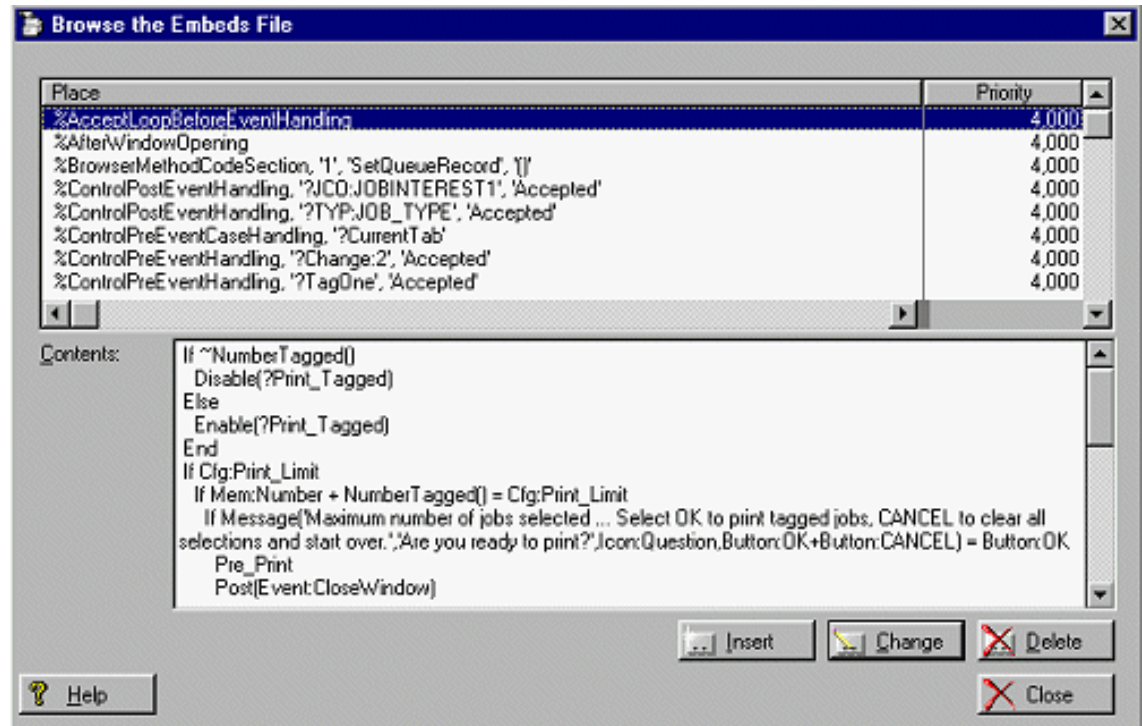 Browse the Embeds File
Place Priority
%AcceptLoopBeforeEventHandling 4,000
%AfterWindowOpening 4,000
%BrowserMethodCodeSection, '1', 'SetQueueRecord', '()' 4,000
%ControlPostEventHandling, '?JCO:JOBINTEREST1', 'Accepted' 4,000
%ControlPostEventHandling, '?TYP:JOB_TYPE', 'Accepted' 4,000
%ControlPreEventCaseHandling, '?CurrentTab' 4,000
%ControlPreEventHandling, '?Change:2', 'Accepted' 4,000
%ControlPreEventHandling, '?TagOne', 'Accepted' 4,000
Contents:
If ~NumberTagged()
Disable(?Print_Tagged)
Else
Enable(?Print_Tagged)
End
If Cfg:Print_Limit
If Mem:Number + NumberTagged() = Cfg:Print_Limit
If Message('Maximum number of jobs selected ... Select OK to print tagged jobs, CANCEL to clear all
selections and start over.','Are you ready to print?',Icon:Question,Button:OK+Button:CANCEL) = Button:OK
Pre_Print
Post(Event:CloseWindow)
Insert Change Delete
Help Close